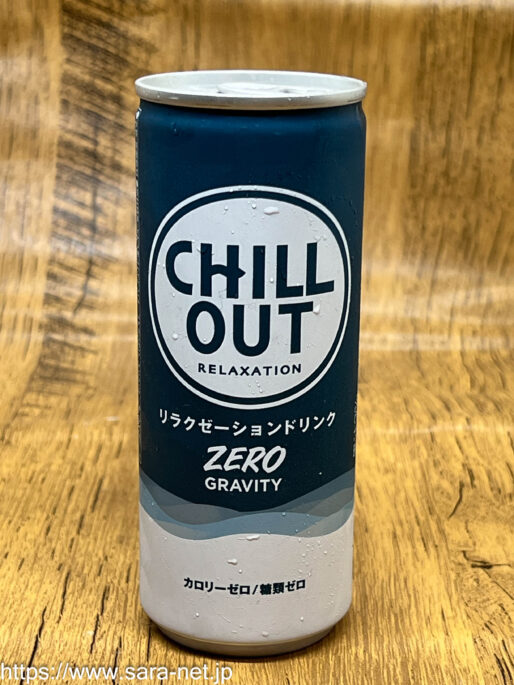 CHILL
OUT
RELAXATION
リラクゼーションドリンク
ZERO
GRAVITY
カロリーゼロ/糖類ゼロ
https://www.sara-net.jp